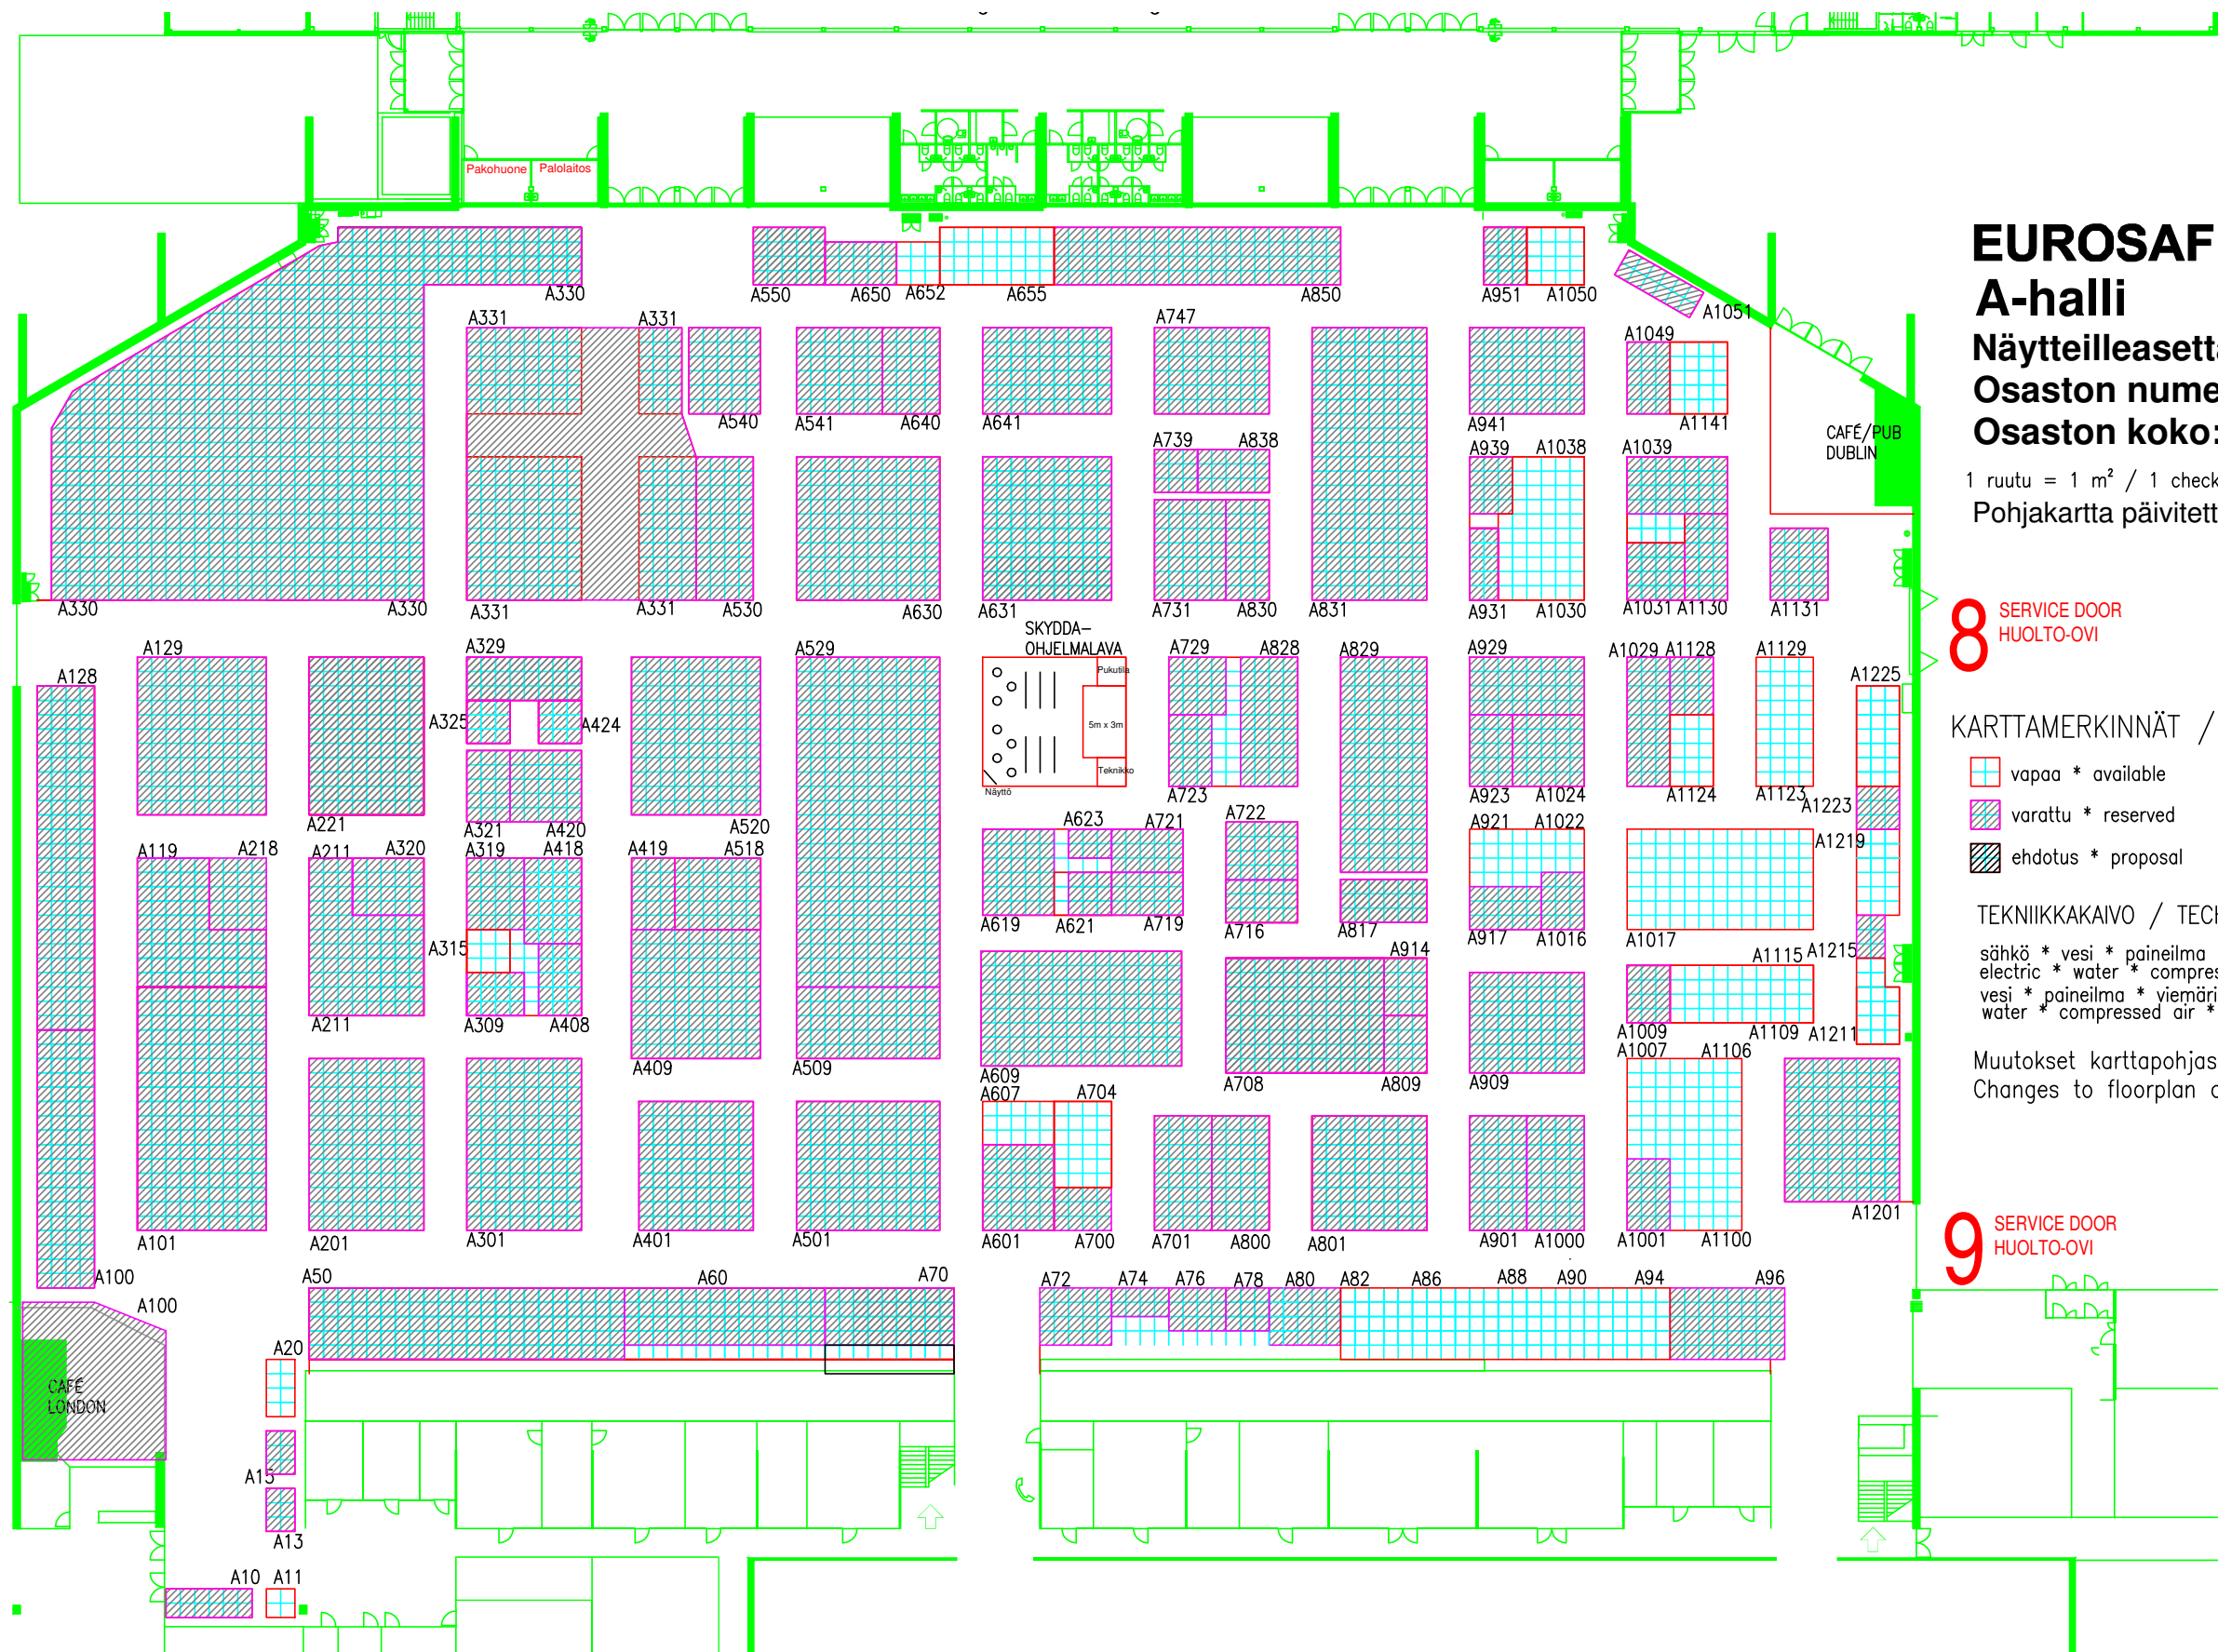 Pakohuone Palolaitos
EUROSAF
A-halli
Näytteilleasett
Osaston nume
Osaston koko:
1 ruutu = 1 m² / 1 check
Pohjakartta päivitett
A330 A550 A650 A652 A655 A850 A951 A1050 A1051
A331 A331 A747 A1049
A540 A541 A640 A641 A941 A1141
CAFÉ/PUB
DUBLIN
A739 A838 A939 A1038 A1039
A330 A330 A331 A331 A530 A630 A631 A731 A830 A831 A931 A1030 A1031 A1130 A1131
8 SERVICE DOOR
HUOLTO-OVI
SKYDDA-
OHJELMALAVA
A129 A329 A529 A729 A828 A829 A929 A1029 A1128 A1129
A128 A1225
Pukutila
A325 A424
5m x 3m
Teknikko
Näyttö
KARTTAMERKINNÄT /
vapaa * available
varattu * reserved
ehdotus * proposal
A723 A923 A1024 A1124 A1123 A1223
A221 A321 A420 A520 A623 A721 A722 A921 A1022
A119 A218 A211 A320 A319 A418 A419 A518 A1219
A619 A621 A719 A716 A817 A917 A1016 A1017
TEKNIIKKAKAIVO / TECH
A315 A914 A1115 A1215
sähkö * vesi * paineilma
electric * water * compres
vesi * paineilma * viemäri
water * compressed air *
A211 A309 A408 A1009 A1109 A1211
A409 A509 A609 A708 A809 A909 A1007 A1106
Muutokset karttapohjas
Changes to floorplan
A607 A704
A1201
9 SERVICE DOOR
HUOLTO-OVI
A101 A201 A301 A401 A501 A601 A700 A701 A800 A801 A901 A1000 A1001 A1100
A100 A50 A60 A70 A72 A74 A76 A78 A80 A82 A86 A88 A90 A94 A96
A100
A20
CAFÉ
LONDON
A15
A13
A10 A11